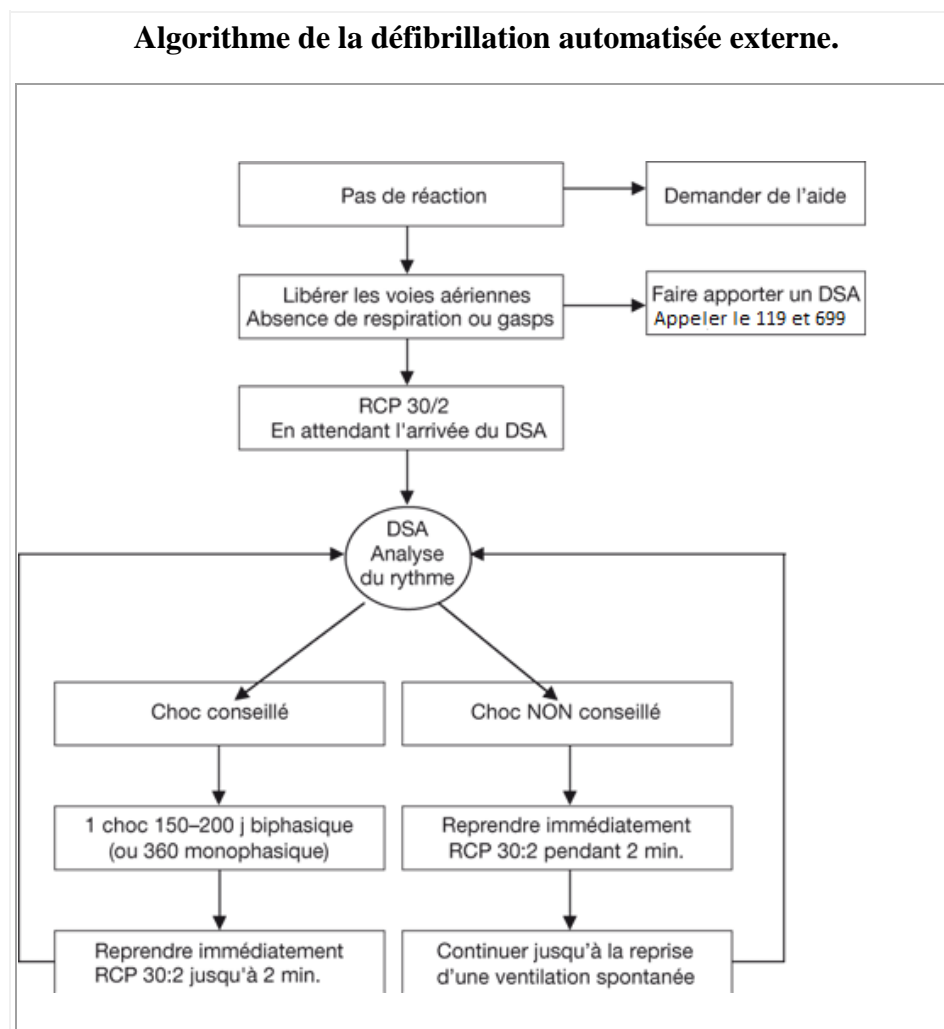 Algorithme de la défibrillation automatisée externe.
Pas de réaction
Demander de l'aide
Libérer les voies aériennes
Absence de respiration ou gasps
Faire apporter un DSA
Appeler le 119 et 699
RCP 30/2
En attendant l'arrivée du DSA
DSA
Analyse
du rythme
Choc conseillé
Choc NON conseillé
1 choc 150–200 j biphasique
(ou 360 monophasique)
Reprendre immédiatement
RCP 30:2 pendant 2 min.
Reprendre immédiatement
RCP 30:2 jusqu'à 2 min.
Continuer jusqu'à la reprise
d'une ventilation spontanée